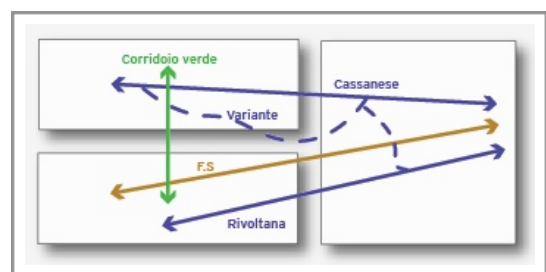 Corridoio verde
Cassanese
Variante
F.S
Rivoltana